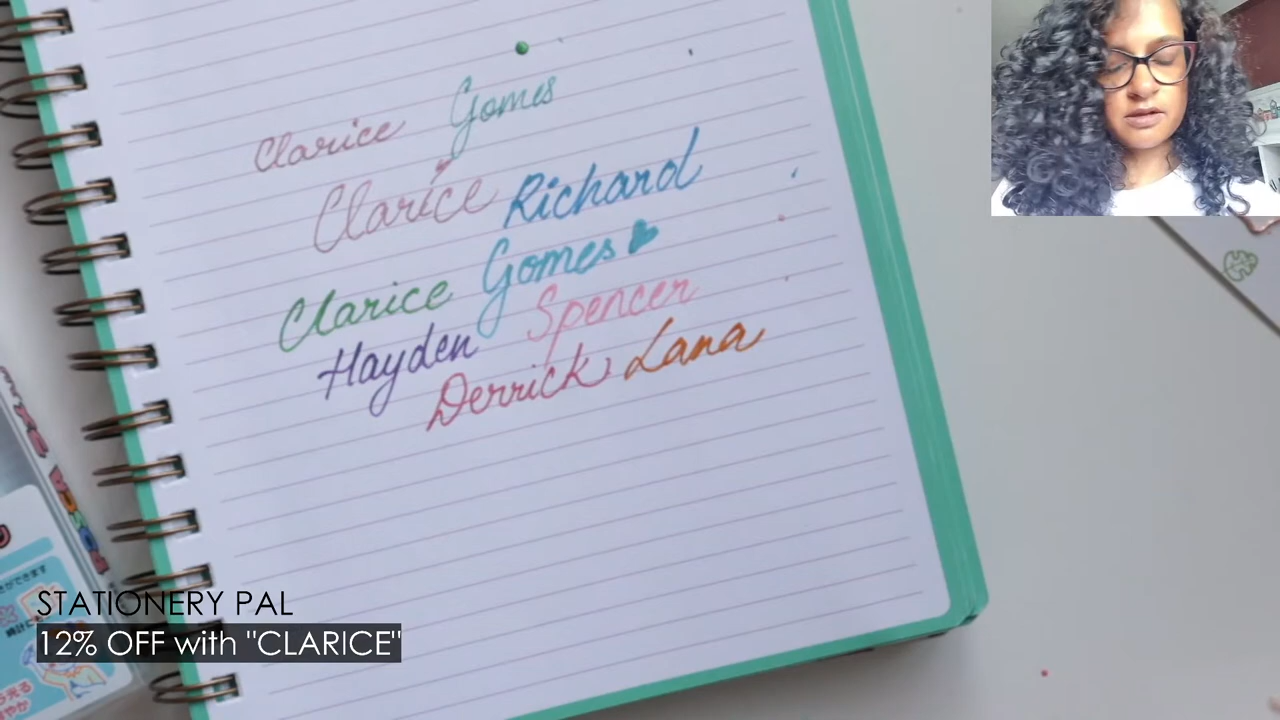 Clarice Gomes
Clarice Richard
Clarice Gomes
Hayden Spencer
Derrick Lana
STATIONERY PAL
12% OFF with "CLARICE"